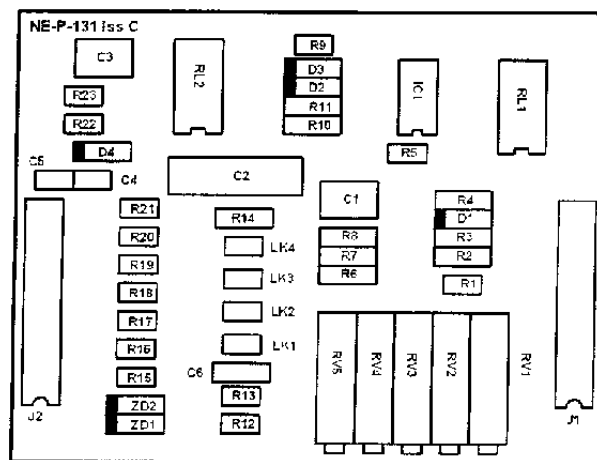 NE-P-131 Iss C
C3
R23
R22
D4
C5
C4
RL2
R9
D3
D2
R11
R10
IC1
R5
RL1
C2
C1
R14
R8
R7
R6
R4
D1
R3
R2
R1
R21
R20
R19
R18
R17
R16
R15
ZD2
ZD1
LK4
LK3
LK2
LK1
C6
R13
R12
RV5
RV4
RV3
RV2
RV1
J2
J1